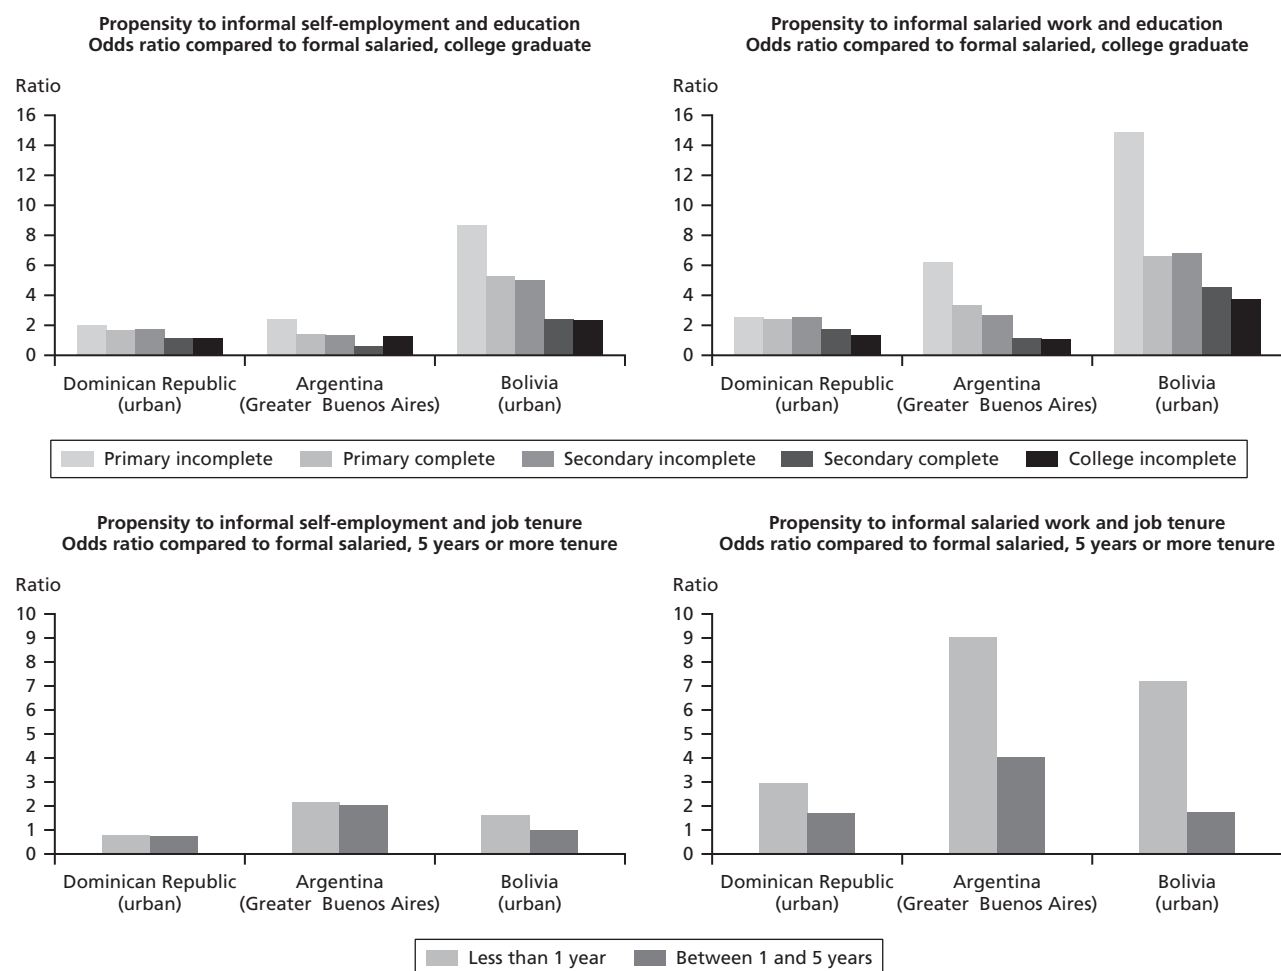 Propensity to informal self-employment and education
Odds ratio compared to formal salaried, college graduate
Ratio
16
14
12
10
8
6
4
2
0
Dominican Republic
(urban)
Argentina
(Greater Buenos Aires)
Bolivia
(urban)
Propensity to informal salaried work and education
Odds ratio compared to formal salaried, college graduate
Ratio
16
14
12
10
8
6
4
2
0
Dominican Republic
(urban)
Argentina
(Greater Buenos Aires)
Bolivia
(urban)
Primary incomplete
Primary complete
Secondary incomplete
Secondary complete
College incomplete
Propensity to informal self-employment and job tenure
Odds ratio compared to formal salaried, 5 years or more tenure
Ratio
10
9
8
7
6
5
4
3
2
1
0
Dominican Republic
(urban)
Argentina
(Greater Buenos Aires)
Bolivia
(urban)
Propensity to informal salaried work and job tenure
Odds ratio compared to formal salaried, 5 years or more tenure
Ratio
10
9
8
7
6
5
4
3
2
1
0
Dominican Republic
(urban)
Argentina
(Greater Buenos Aires)
Bolivia
(urban)
Less than 1 year
Between 1 and 5 years